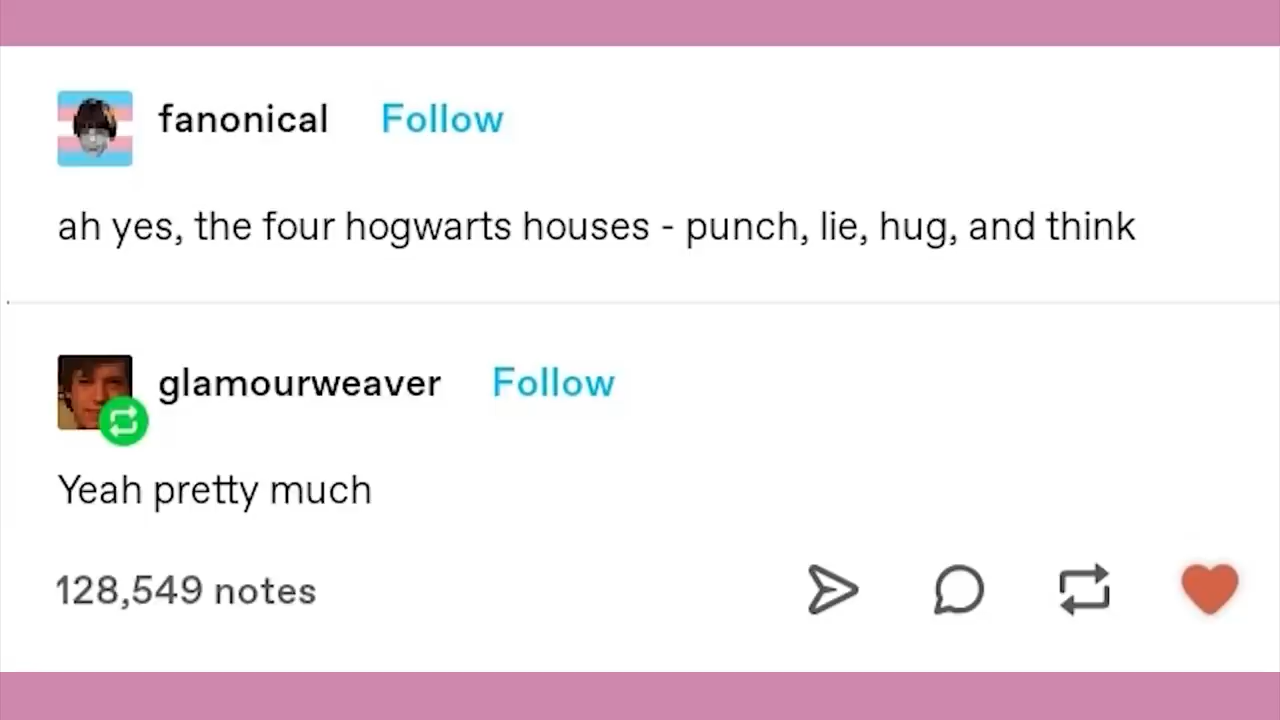 fanonical Follow
ah yes, the four hogwarts houses - punch, lie, hug, and think
glamourweaver Follow
Yeah pretty much
128,549 notes